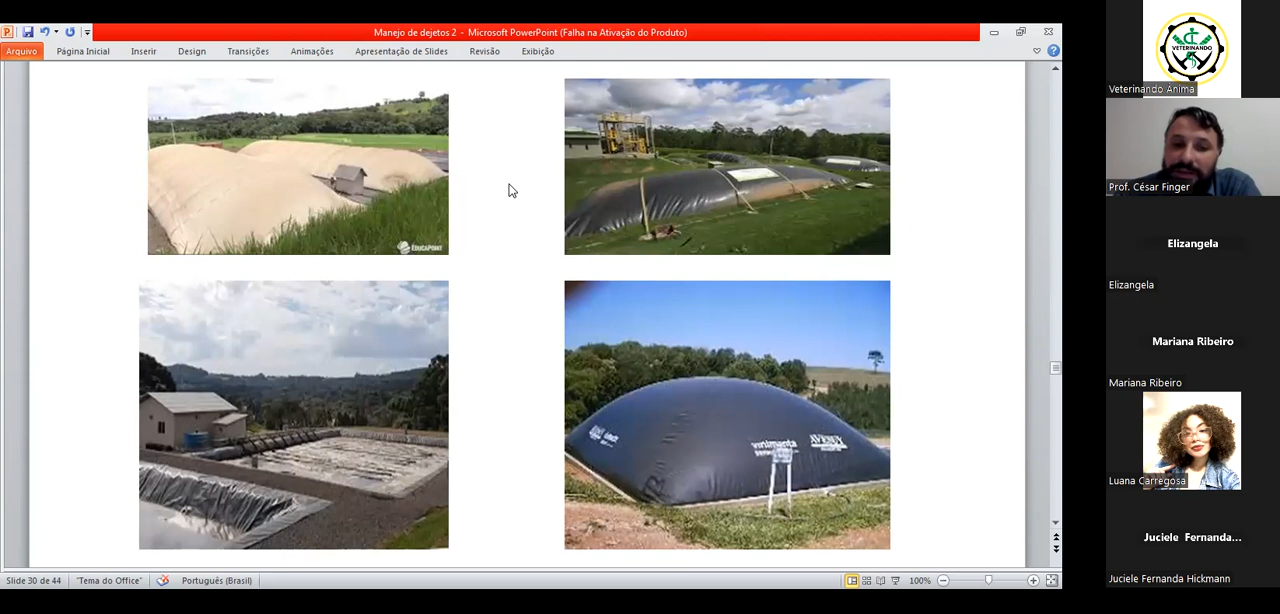 Manejo de dejetos 2 - Microsoft PowerPoint (Falha na Ativação do Produto)
Arquivo
Página Inicial
Inserir
Design
Transições
Animações
Apresentação de Slides
Revisão
Exibição
EDUCAPOINT
vinimanta
AVESUY
Slide 30 de 44
"Tema do Office"
Português (Brasil)
100%
VETERINANDO
Veterinando Anima
Prof. César Finger
Elizangela
Elizangela
Mariana Ribeiro
Mariana Ribeiro
Luana Carregosa
Juciele Fernanda...
Juciele Fernanda Hickmann